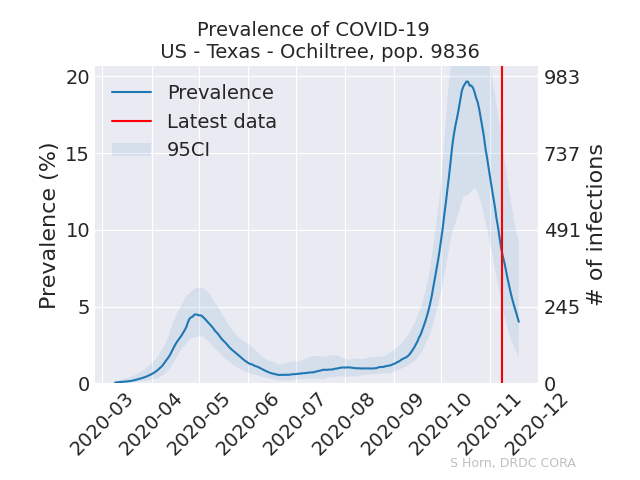 Prevalence of COVID-19
US - Texas - Ochiltree, pop. 9836
Prevalence
Latest data
95CI
Prevalence (%)
20
15
10
5
0
983
737
491
245
0
# of infections
2020-03
2020-04
2020-05
2020-06
2020-07
2020-08
2020-09
2020-10
2020-11
2020-12
S Horn, DRDC CORA